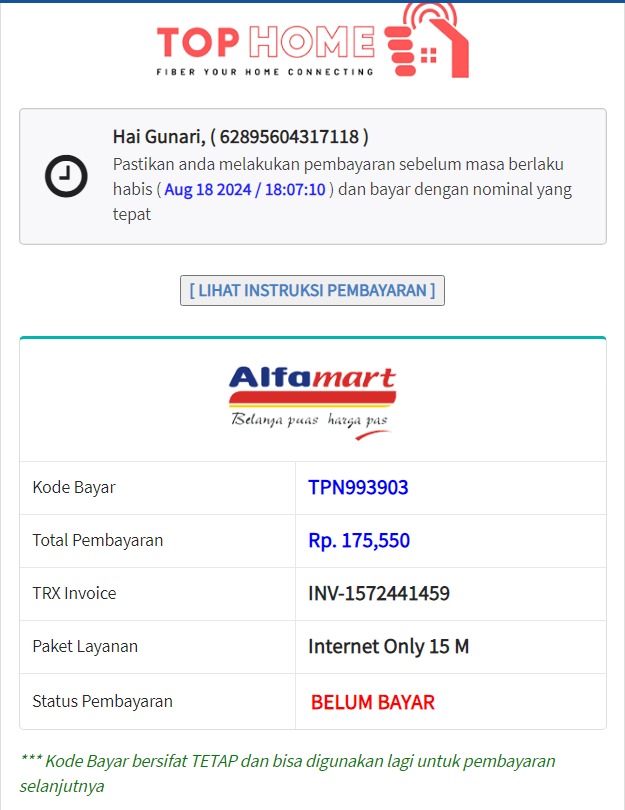 TOP HOME
FIBER YOUR HOME CONNECTING
Hai Gunari, ( 62895604317118 )
Pastikan anda melakukan pembayaran sebelum masa berlaku
habis ( Aug 18 2024 / 18:07:10 ) dan bayar dengan nominal yang
tepat
[ LIHAT INSTRUKSI PEMBAYARAN ]
Alfamart
Belanja puas harga pas
Kode Bayar TPN993903
Total Pembayaran Rp. 175,550
TRX Invoice INV-1572441459
Paket Layanan Internet Only 15 M
Status Pembayaran BELUM BAYAR
*** Kode Bayar bersifat TETAP dan bisa digunakan lagi untuk pembayaran
selanjutnya